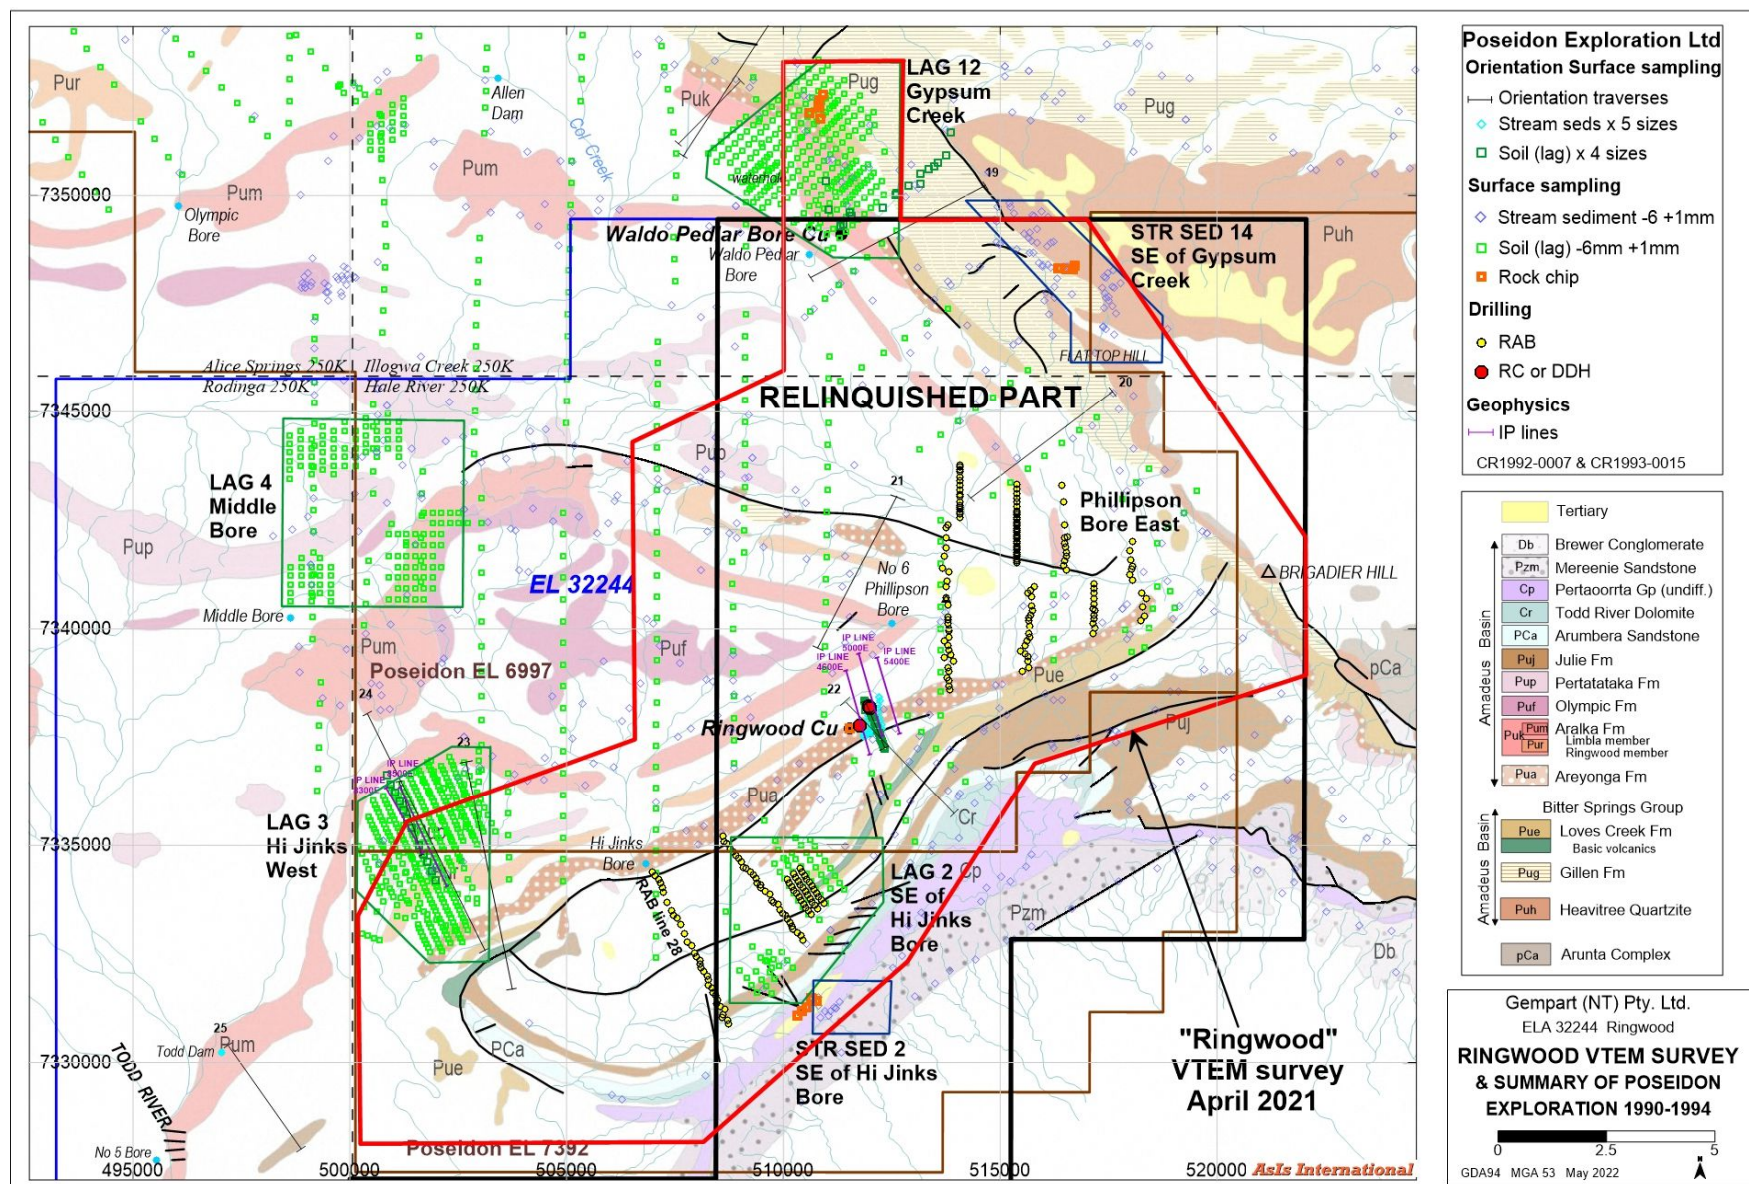 Pur
Allen
Dam
Puk
Pug
LAG 12
Gypsum
Creek
Pug
Col Creek
Pum
Pum
Olympic
Bore
19
Waldo Pedlar Bore Cu
Waldo Pedlar
Bore
STR SED 14
SE of Gypsum
Creek
Puh
FLAT TOP HILL
Alice Springs 250K
Illogwa Creek 250K
Rodinga 250K
Hale River 250K
RELINQUISHED PART
20
7350000
7345000
7340000
7335000
7330000
LAG 4
Middle
Bore
Pup
Pup
21
Phillipson
Bore East
No 6
Phillipson
Bore
EL 32244
BRIGADIER HILL
Middle Bore
Pum
Puf
Poseidon EL 6997
IP LINE
4600E
IP LINE
5000E
IP LINE
5400E
Pue
pCa
24
22
Ringwood Cu
Puj
23
IP LINE
IP LINE
Pua
Cr
LAG 3
Hi Jinks
West
Hi Jinks
Bore
RAB line 28
LAG 2
SE of
Hi Jinks
Bore
Cp
Pzm
Db
25
Todd Dam
Pum
TODD RIVER
Pue
PCa
STR SED 2
SE of Hi Jinks
Bore
"Ringwood"
VTEM survey
April 2021
No 5 Bore
Poseidon EL 7392
495000
500000
505000
510000
515000
520000
AsIs International
Poseidon Exploration Ltd
Orientation Surface sampling
Orientation traverses
Stream seds x 5 sizes
Soil (lag) x 4 sizes
Surface sampling
Stream sediment -6 +1mm
Soil (lag) -6mm +1mm
Rock chip
Drilling
RAB
RC or DDH
Geophysics
IP lines
CR1992-0007 & CR1993-0015
Tertiary
Amadeus Basin
Db Brewer Conglomerate
Pzm Mereenie Sandstone
Cp Pertaoorrta Gp (undiff.)
Cr Todd River Dolomite
PCa Arumbera Sandstone
Puj Julie Fm
Pup Pertatataka Fm
Puf Olympic Fm
Puk Pum Aralka Fm
Limbla member
Pur Ringwood member
Pua Areyonga Fm
Amadeus Basin
Bitter Springs Group
Pue Loves Creek Fm
Basic volcanics
Pug Gillen Fm
Puh Heavitree Quartzite
pCa Arunta Complex
Gempart (NT) Pty. Ltd.
ELA 32244 Ringwood
RINGWOOD VTEM SURVEY
& SUMMARY OF POSEIDON
EXPLORATION 1990-1994
0 2.5 5
GDA94 MGA 53 May 2022
N